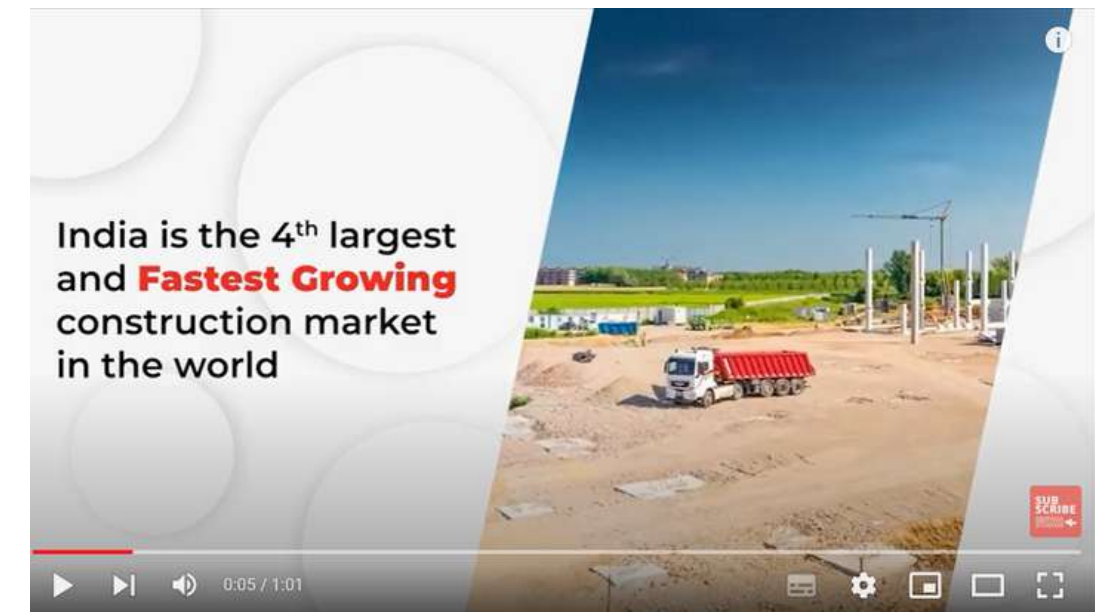 India is the 4th largest
and Fastest Growing
construction market
in the world
SUB
SCRIBE
0:05 / 1:01